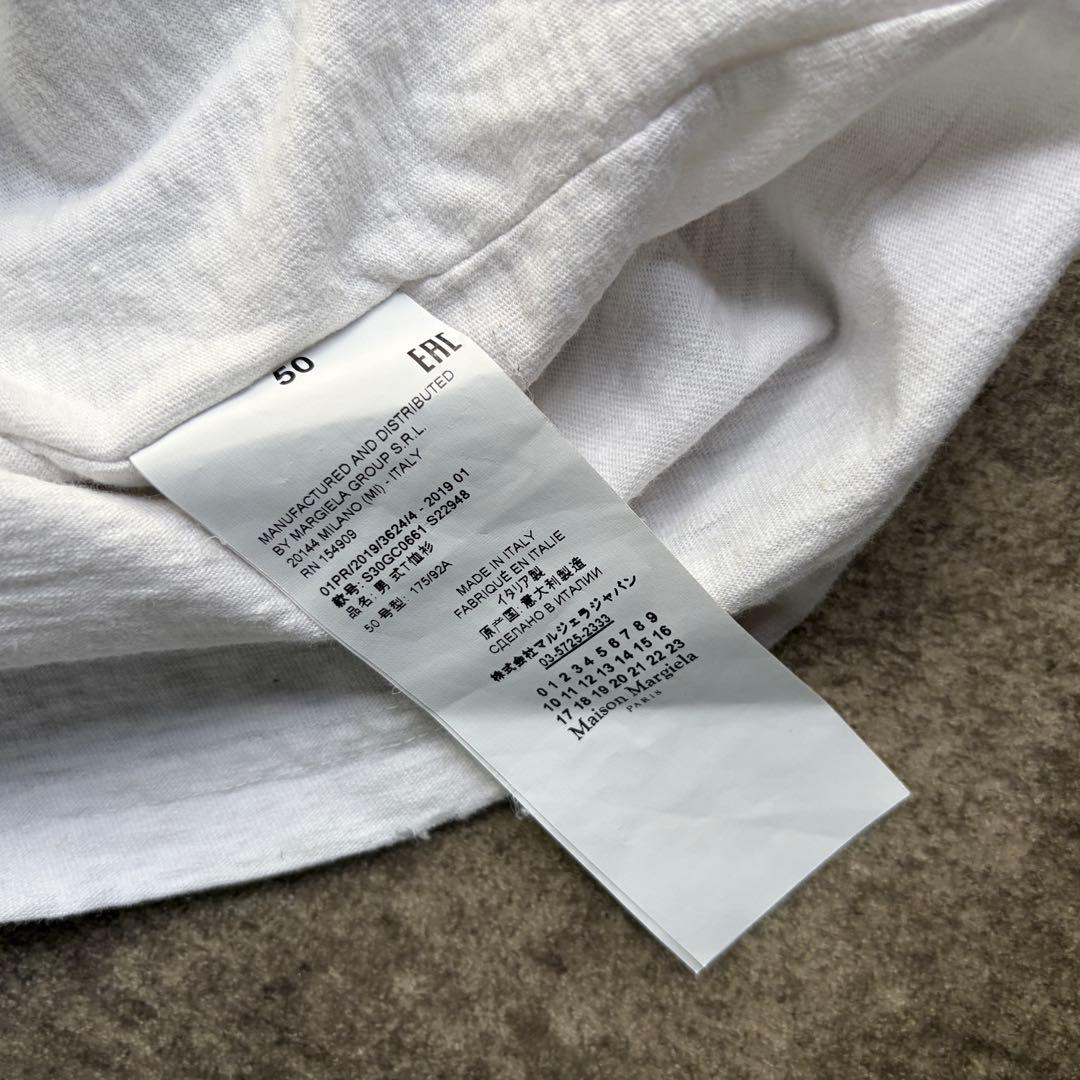 50
EAC
MANUFACTURED AND DISTRIBUTED
BY MARGIELA GROUP S.R.L.
20144 MILANO (MI) - ITALY
RN 154909
01PR/2019/3624/4 - 2019 01
款号: S30GC0661 S22948
品名: 男 式T恤衫
50 号型: 175/92A
MADE IN ITALY
FABRIQUÉ EN ITALIE
イタリア製
原产国: 意大利製造
СДЕЛАНО В ИТАЛИИ
株式会社マルジェラジャパン
03-5725-2333
0 1 2 3 4 5 6 7 8 9
10 11 12 13 14 15 16
17 18 19 20 21 22 23
Maison Margiela
PARIS